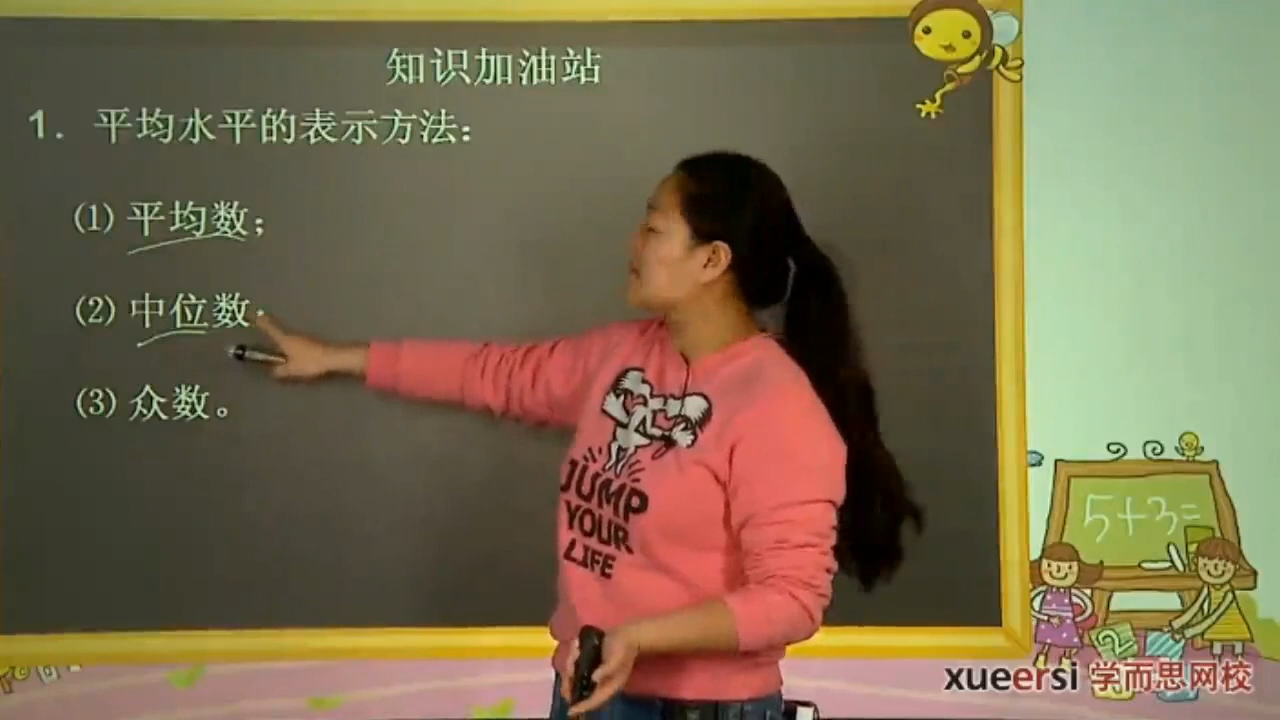 知识加油站
1. 平均水平的表示方法:
(1) 平均数;
(2) 中位数;
(3) 众数。
JUMP
YOUR
LIFE
5+3=
2
xueersi 学而思网校